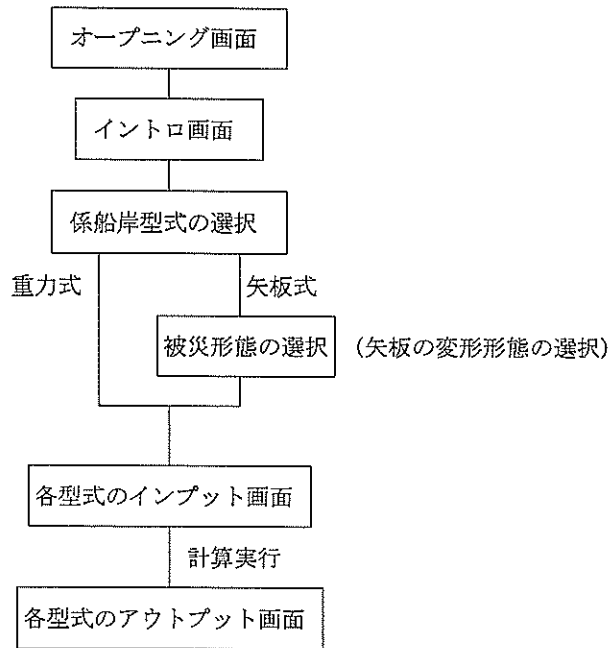 オープニング画面
イントロ画面
係船岸型式の選択
重力式
矢板式
被災形態の選択 (矢板の変形形態の選択)
各型式のインプット画面
計算実行
各型式のアウトプット画面